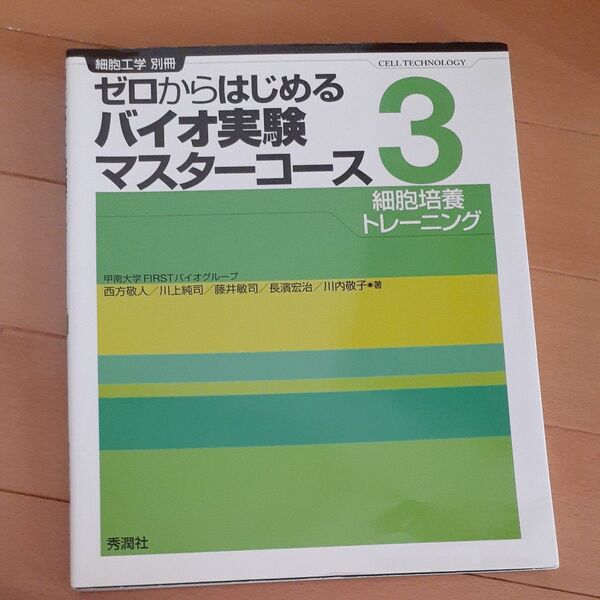 細胞工学 別冊
CELL TECHNOLOGY
ゼロからはじめる
バイオ実験
マスターコース
3
細胞培養
トレーニング
甲南大学FIRSTバイオグループ
西方敬人／川上純司／藤井敏司／長濱宏治／川内敬子●著
秀潤社